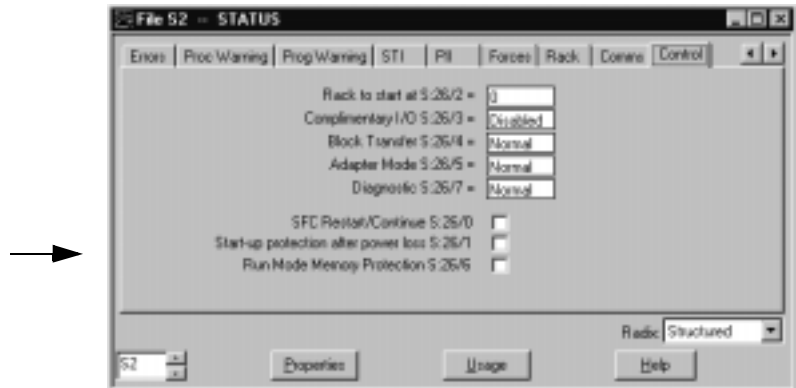 File S2 -- STATUS
Errors Proc Warning Prog Warning STI PII Forces Rack Comms Control
Rack to start at S:26/2 = 0
Complimentary I/O S:26/3 = Disabled
Block Transfer S:26/4 = Normal
Adapter Mode S:26/5 = Normal
Diagnostic S:26/7 = Normal
SFC Restart/Continue S:26/0
Start-up protection after power loss S:26/1
Run Mode Memory Protection S:26/6
Radix: Structured
S2 Properties Usage Help